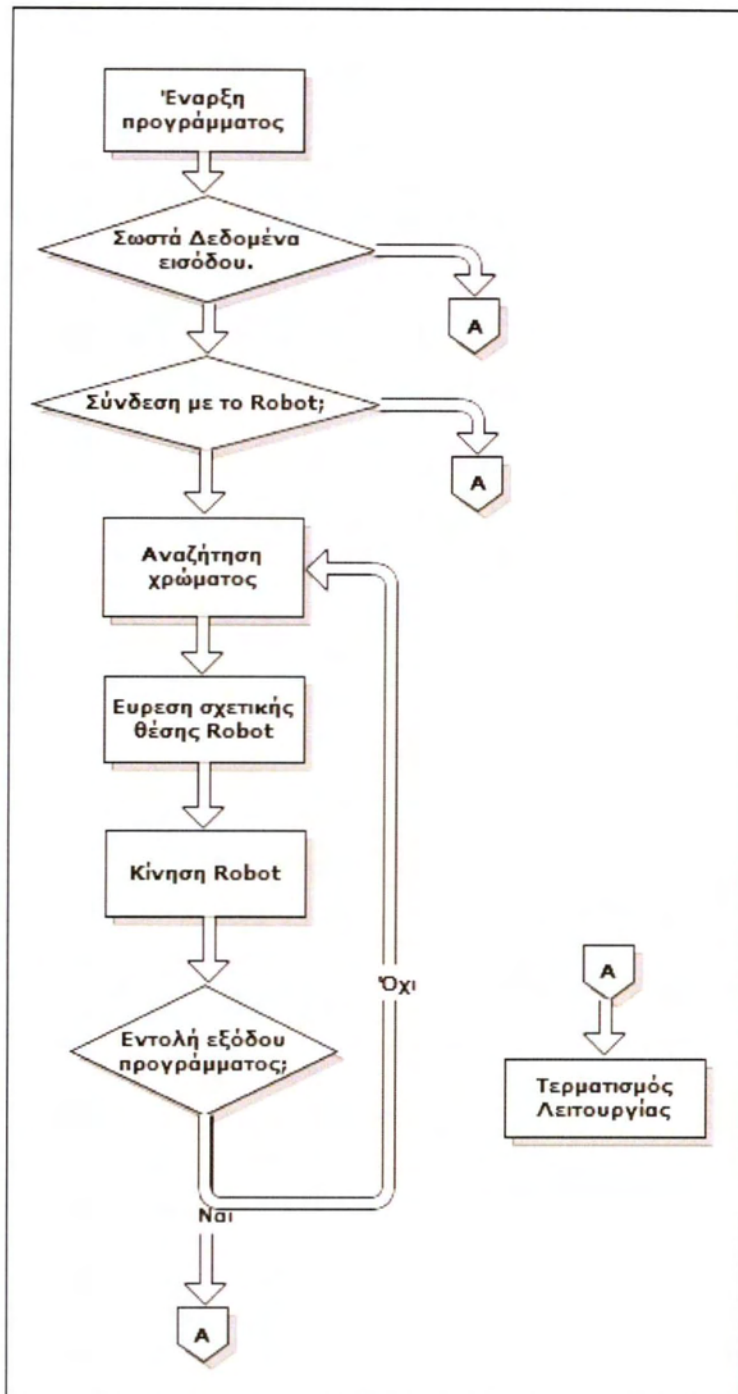 Έναρξη
προγράμματος
Σωστά Δεδομένα
εισόδου.
A
Σύνδεση με το Robot;
A
Αναζήτηση
χρώματος
Ευρεση σχετικής
θέσης Robot
Κίνηση Robot
Όχι
A
Εντολή εξόδου
προγράμματος;
Τερματισμός
Λειτουργίας
Ναι
A